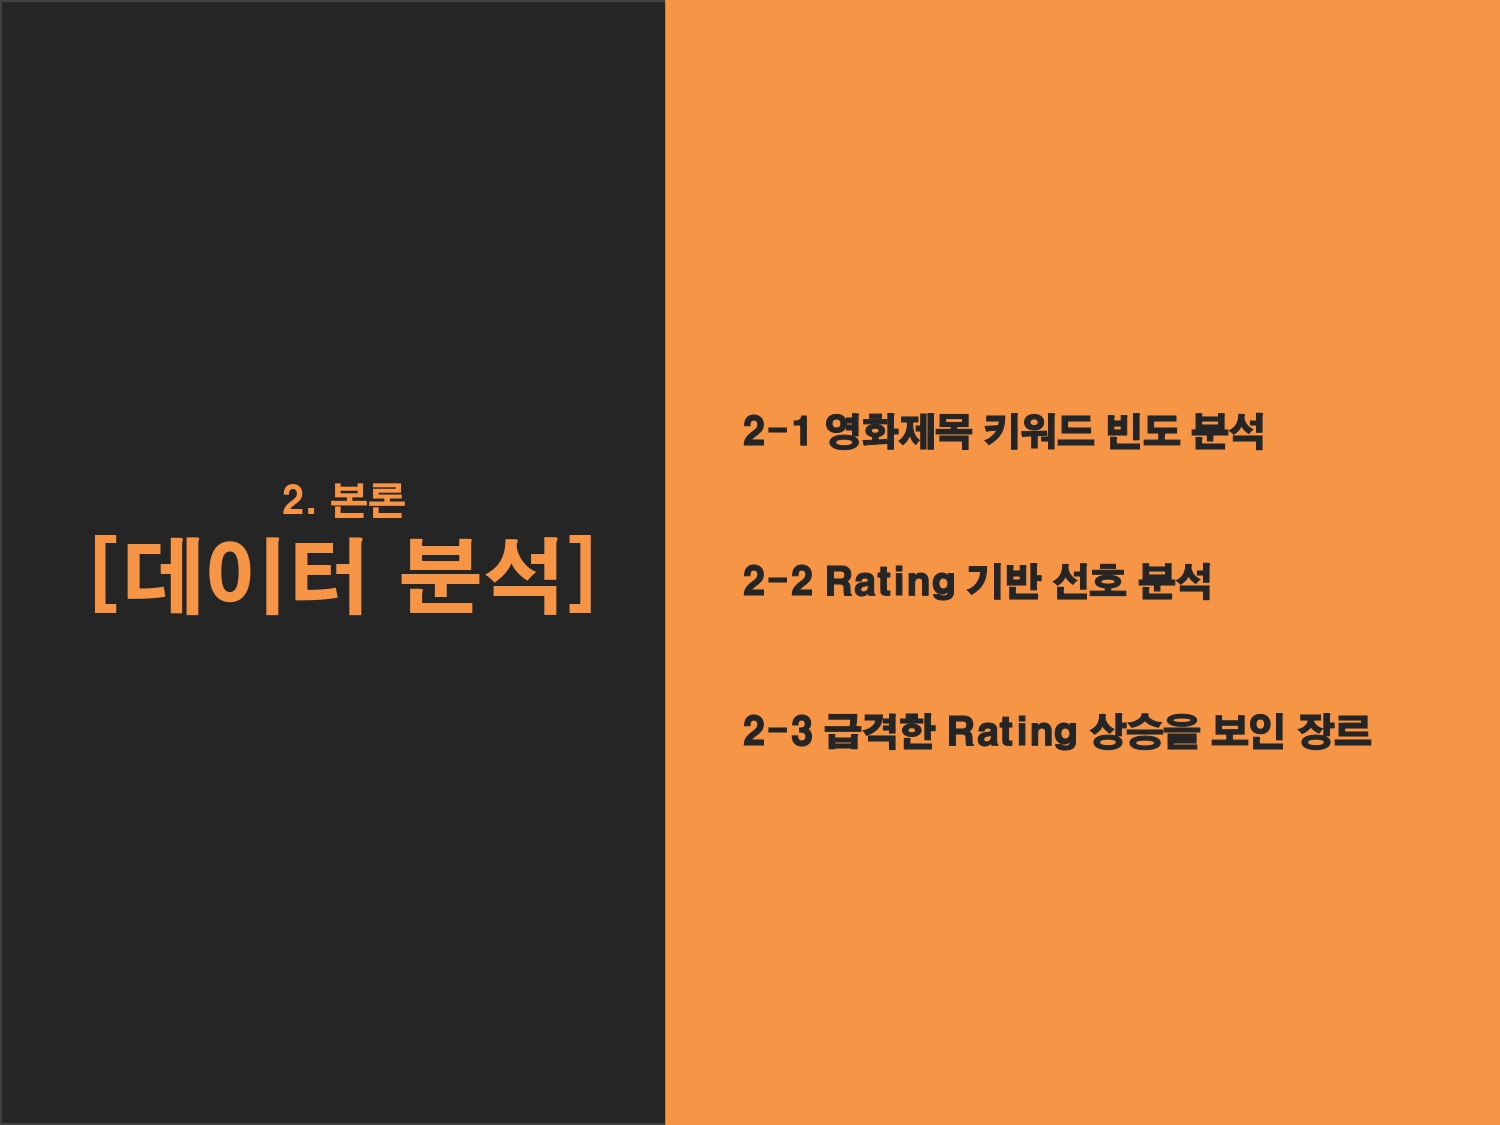 2. 본론
[데이터 분석]
2-1 영화제목 키워드 빈도 분석
2-2 Rating 기반 선호 분석
2-3 급격한 Rating 상승을 보인 장르